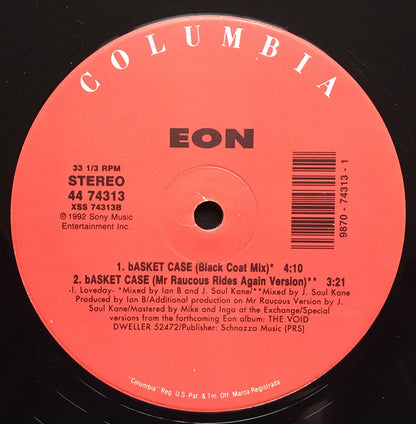 COLUMBIA
EON
33 1/3 RPM
STEREO
44 74313
XSS 74313B
℗ 1992 Sony Music
Entertainment Inc.
9870 - 74313 - 1
1. bASKET CASE (Black Coat Mix)* 4:10
2. bASKET CASE (Mr Raucous Rides Again Version)** 3:21
-I. Loveday- *Mixed by Ian B and J. Saul Kane/**Mixed by J. Saul Kane
Produced by Ian B/Additional production on Mr Raucous Version by J.
Saul Kane/Mastered by Mike and Inga at the Exchange/Special
versions from the forthcoming Eon album: THE VOID
DWELLER 52472/Publisher: Schnozza Music (PRS)
"Columbia" Reg. U.S. Pat. & Tm. Off. Marca Registrada